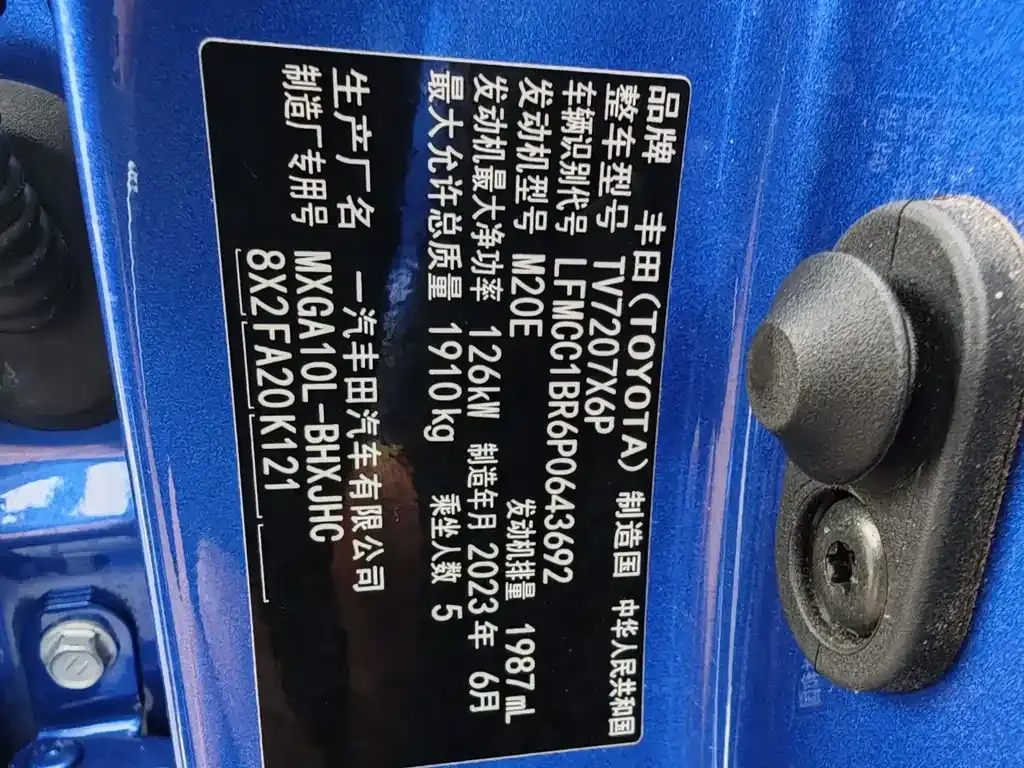 品牌 丰田(TOYOTA) 制造国 中华人民共和国
整车型号 TV7207X6P
车辆识别代号 LFMCC1BR6P0643692
发动机型号 M20E 发动机排量 1987mL
发动机最大净功率 126kW 制造年月 2023年 6月
最大允许总质量 1910kg 乘坐人数 5
生产厂名 一汽丰田汽车有限公司
制造厂专用号 MXGA10L-BHXJHC
8X2FA20K121